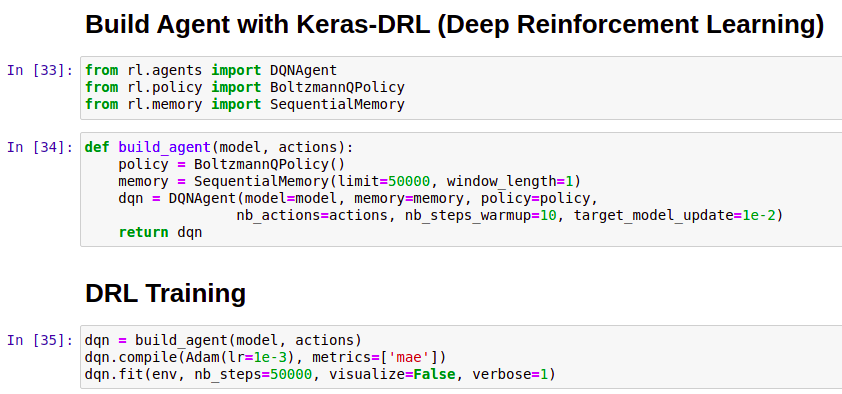 Build Agent with Keras-DRL (Deep Reinforcement Learning)
In [33]: from rl.agents import DQNAgent
from rl.policy import BoltzmannQPolicy
from rl.memory import SequentialMemory
In [34]: def build_agent(model, actions):
    policy = BoltzmannQPolicy()
    memory = SequentialMemory(limit=50000, window_length=1)
    dqn = DQNAgent(model=model, memory=memory, policy=policy,
                  nb_actions=actions, nb_steps_warmup=10, target_model_update=1e-2)
    return dqn
DRL Training
In [35]: dqn = build_agent(model, actions)
dqn.compile(Adam(lr=1e-3), metrics=['mae'])
dqn.fit(env, nb_steps=50000, visualize=False, verbose=1)